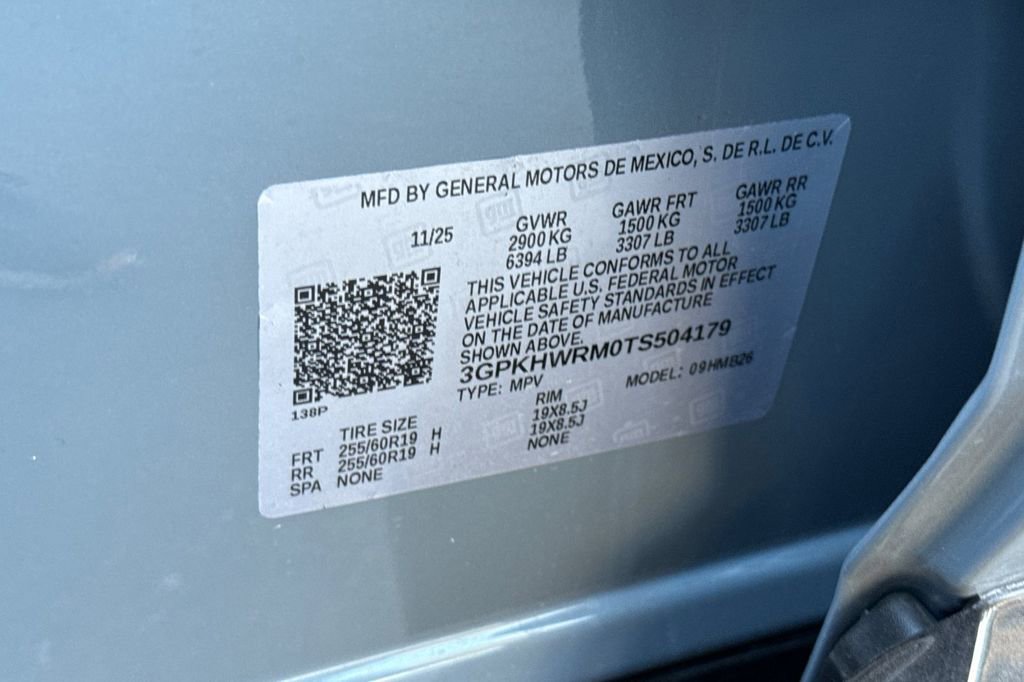 MFD BY GENERAL MOTORS DE MEXICO, S. DE R.L. DE C.V.
11/25
GVWR
2900 KG
6394 LB
GAWR FRT
1500 KG
3307 LB
GAWR RR
1500 KG
3307 LB
THIS VEHICLE CONFORMS TO ALL
APPLICABLE U.S. FEDERAL MOTOR
VEHICLE SAFETY STANDARDS IN EFFECT
ON THE DATE OF MANUFACTURE
SHOWN ABOVE.
3GPKHWRM0TS504179
TYPE: MPV
MODEL: 09HMB26
138P
TIRE SIZE
RIM
FRT 255/60R19 H 19X8.5J
RR 255/60R19 H 19X8.5J
SPA NONE NONE